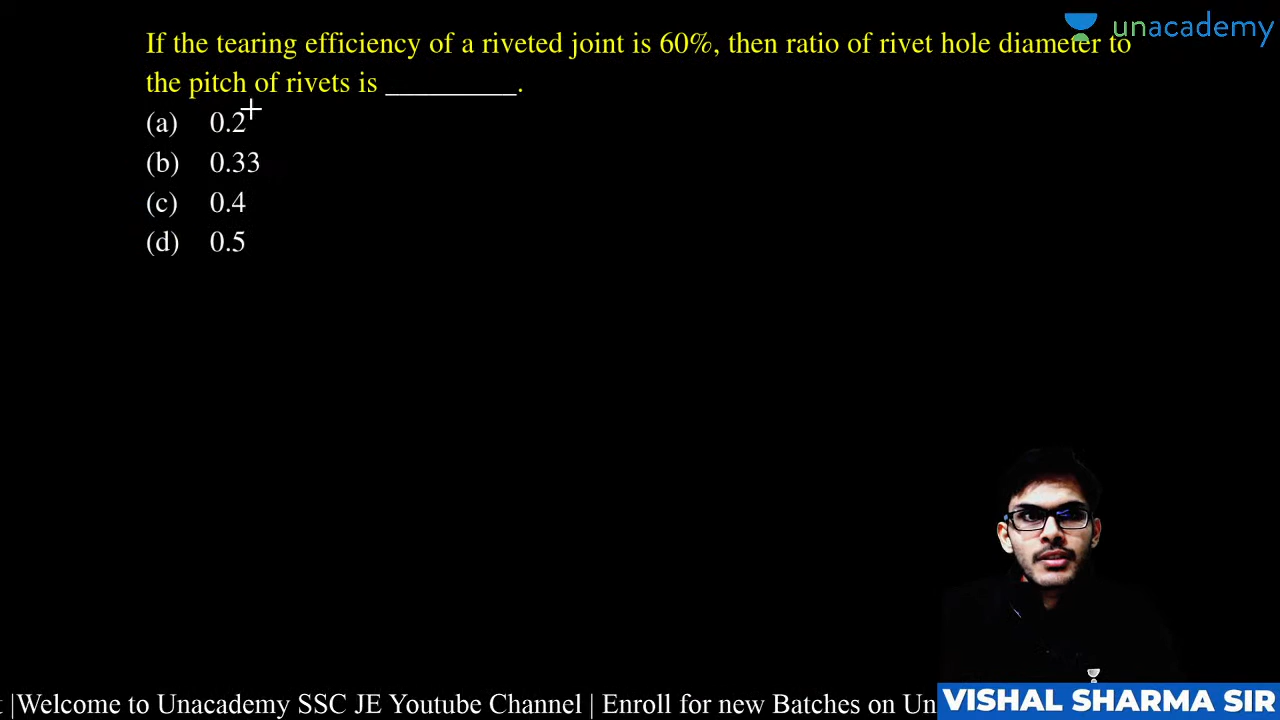 unacademy
If the tearing efficiency of a riveted joint is 60%, then ratio of rivet hole diameter to
the pitch of rivets is _________.
(a) 0.2
(b) 0.33
(c) 0.4
(d) 0.5
|Welcome to Unacademy SSC JE Youtube Channel | Enroll for new Batches on Un
VISHAL SHARMA SIR